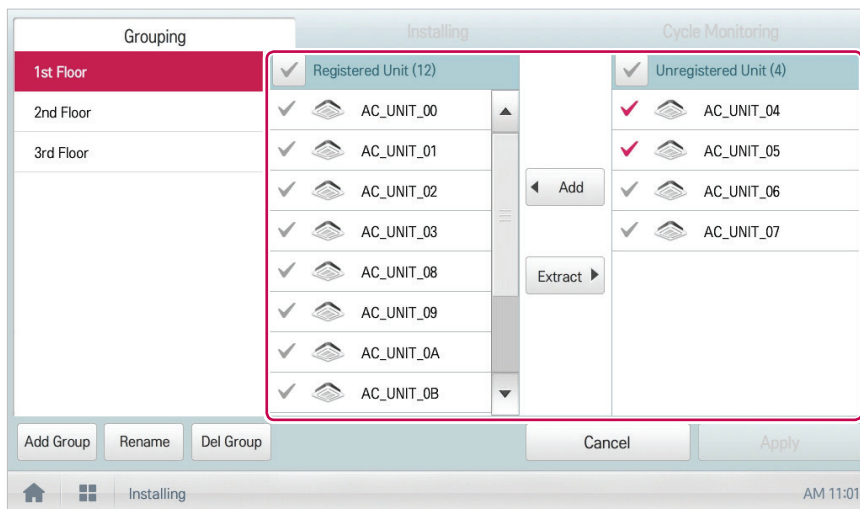 Grouping
Installing
Cycle Monitoring
1st Floor
2nd Floor
3rd Floor
Registered Unit (12)
AC_UNIT_00
AC_UNIT_01
AC_UNIT_02
AC_UNIT_03
AC_UNIT_08
AC_UNIT_09
AC_UNIT_0A
AC_UNIT_0B
Add
Extract
Unregistered Unit (4)
AC_UNIT_04
AC_UNIT_05
AC_UNIT_06
AC_UNIT_07
Add Group
Rename
Del Group
Cancel
Apply
Installing
AM 11:01